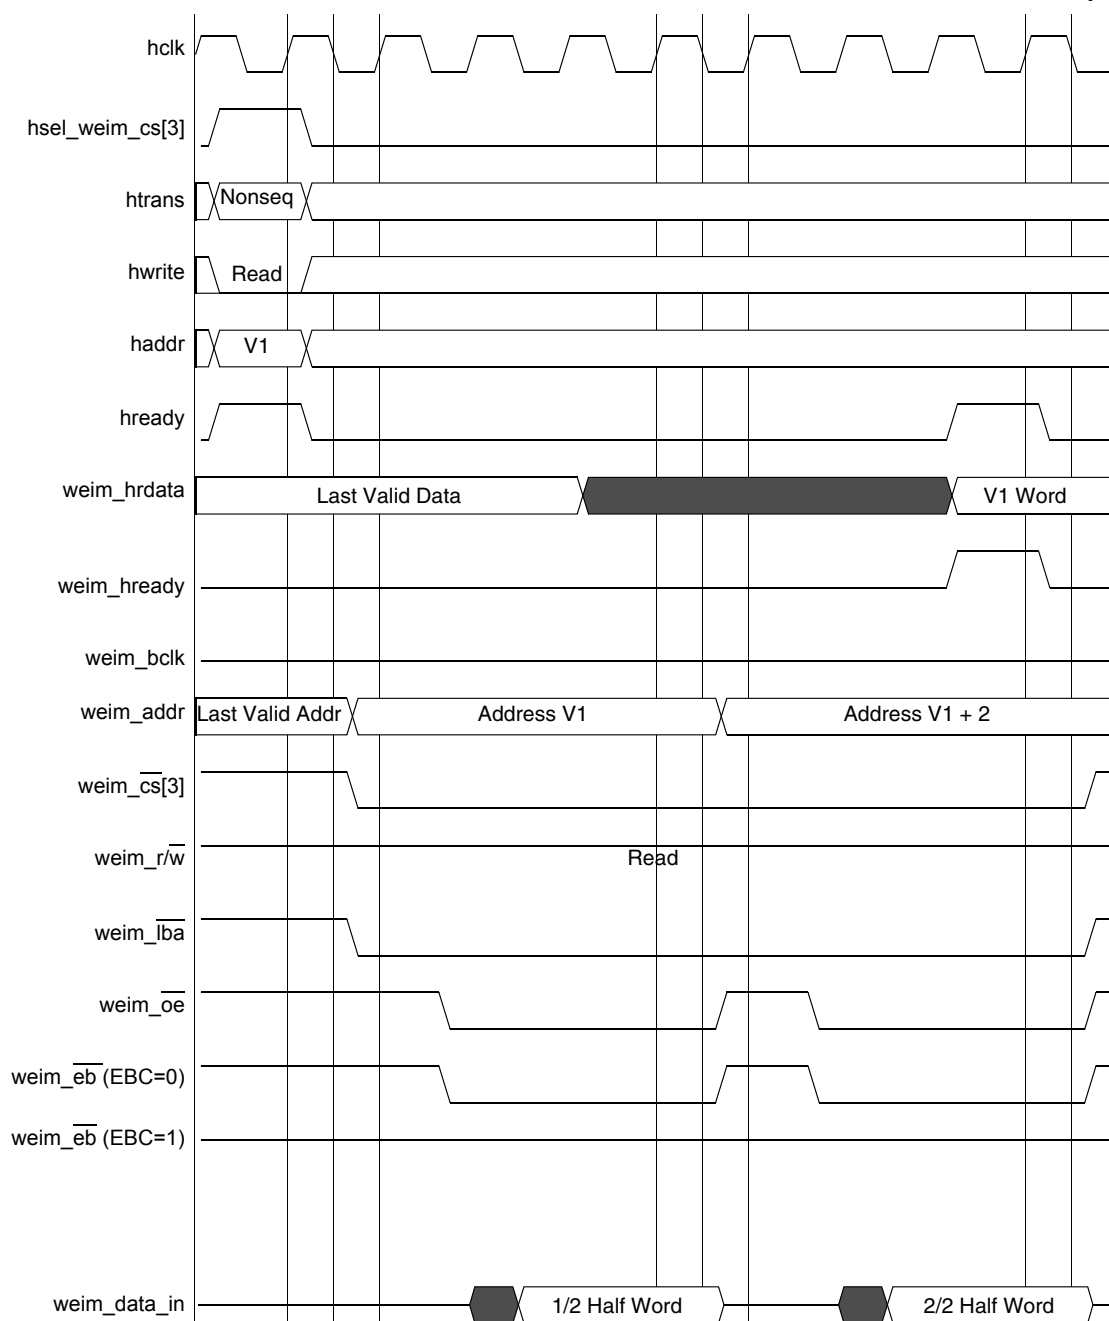 hclk
hsel_weim_cs[3]
htrans
Nonseq
hwrite
Read
haddr
V1
hready
weim_hrdata
Last Valid Data
V1 Word
weim_hready
weim_bclk
weim_addr
Last Valid Addr
Address V1
Address V1 + 2
weim_cs[3]
weim_r/w
Read
weim_lba
weim_oe
weim_eb (EBC=0)
weim_eb (EBC=1)
weim_data_in
1/2 Half Word
2/2 Half Word